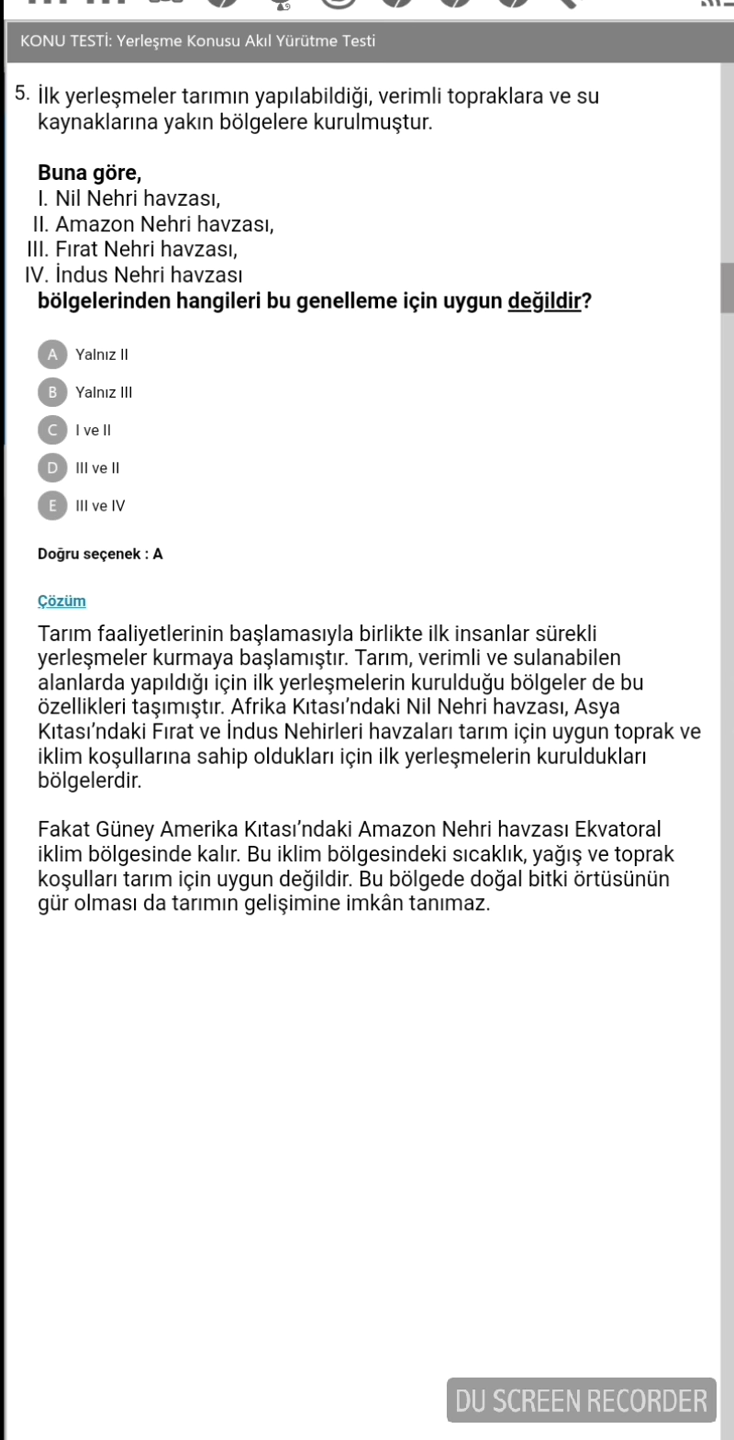 KONU TESTİ: Yerleşme Konusu Akıl Yürütme Testi
5. İlk yerleşmeler tarımın yapılabildiği, verimli topraklara ve su
kaynaklarına yakın bölgelere kurulmuştur.
Buna göre,
I. Nil Nehri havzası,
II. Amazon Nehri havzası,
III. Fırat Nehri havzası,
IV. İndus Nehri havzası
bölgelerinden hangileri bu genelleme için uygun değildir?
A Yalnız II
B Yalnız III
C I ve II
D III ve II
E III ve IV
Doğru seçenek : A
Çözüm
Tarım faaliyetlerinin başlamasıyla birlikte ilk insanlar sürekli
yerleşmeler kurmaya başlamıştır. Tarım, verimli ve sulanabilen
alanlarda yapıldığı için ilk yerleşmelerin kurulduğu bölgeler de bu
özellikleri taşımıştır. Afrika Kıtası’ndaki Nil Nehri havzası, Asya
Kıtası’ndaki Fırat ve İndus Nehirleri havzaları tarım için uygun toprak ve
iklim koşullarına sahip oldukları için ilk yerleşmelerin kuruldukları
bölgelerdir.
Fakat Güney Amerika Kıtası’ndaki Amazon Nehri havzası Ekvatoral
iklim bölgesinde kalır. Bu iklim bölgesindeki sıcaklık, yağış ve toprak
koşulları tarım için uygun değildir. Bu bölgede doğal bitki örtüsünün
gür olması da tarımın gelişimine imkân tanımaz.
DU SCREEN RECORDER